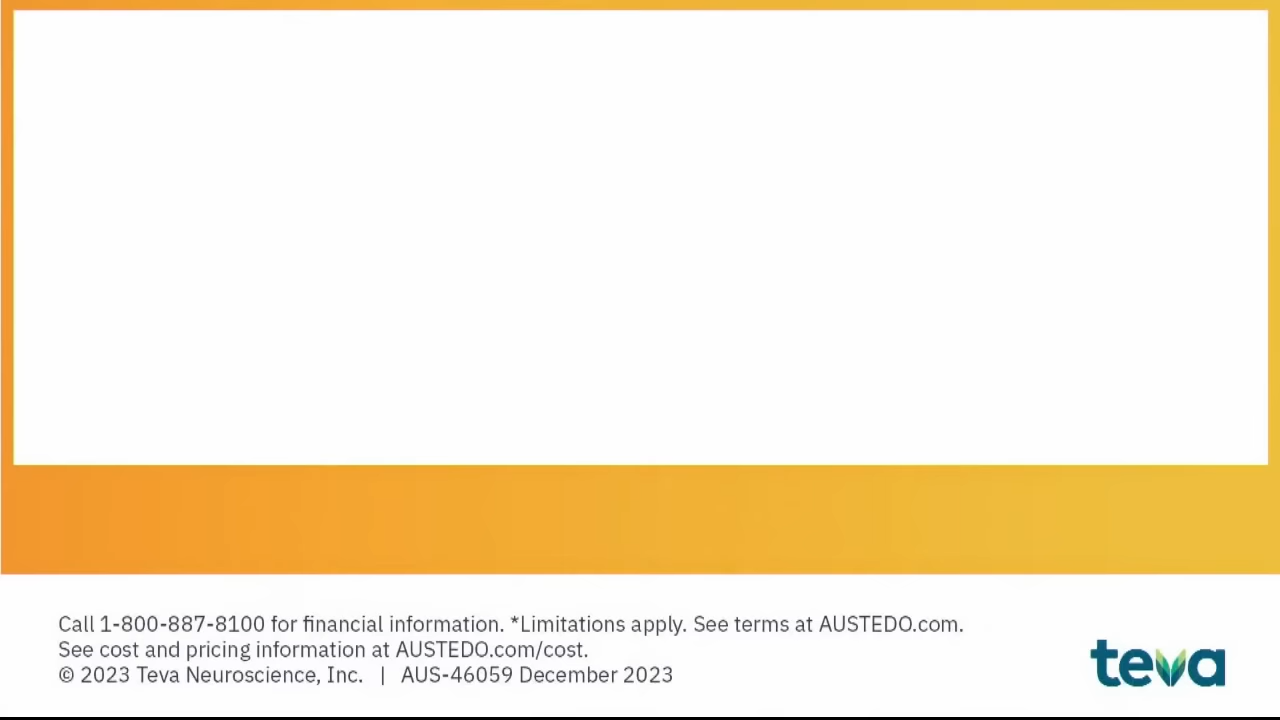 Call 1-800-887-8100 for financial information. *Limitations apply. See terms at AUSTEDO.com.
See cost and pricing information at AUSTEDO.com/cost.
© 2023 Teva Neuroscience, Inc. | AUS-46059 December 2023
teva